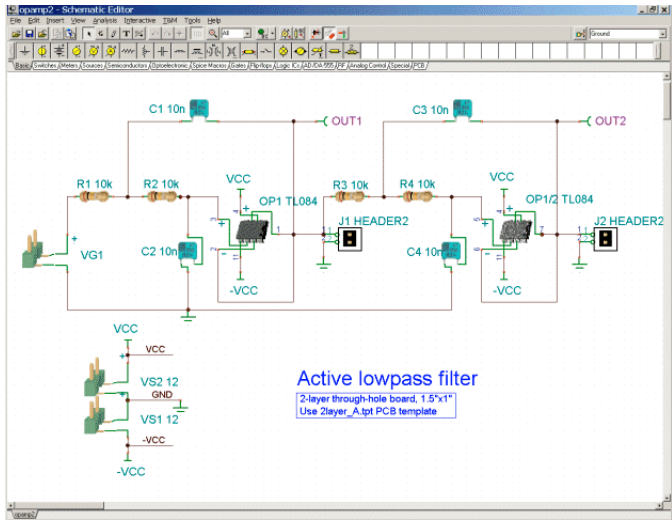 opamp2 - Schematic Editor
File Edit Insert View Analysis Interactive T&M Tools Help
All
Ground
Basic Switches Meters Sources Semiconductors Optoelectronic Spice Macros Gates Flip-flops Logic ICs AD/DA-555 RF Analog Control Special PCB
C1 10n
C3 10n
OUT1
OUT2
R1 10k
R2 10k
VCC
OP1 TL084
R3 10k
R4 10k
VCC
OP1/2 TL084
J1 HEADER2
J2 HEADER2
VG1
C2 10n
C4 10n
-VCC
-VCC
VCC
VCC
VS2 12
GND
VS1 12
-VCC
-VCC
Active lowpass filter
2-layer through-hole board, 1.5"x1"
Use 2layer_A.tpt PCB template
opamp2